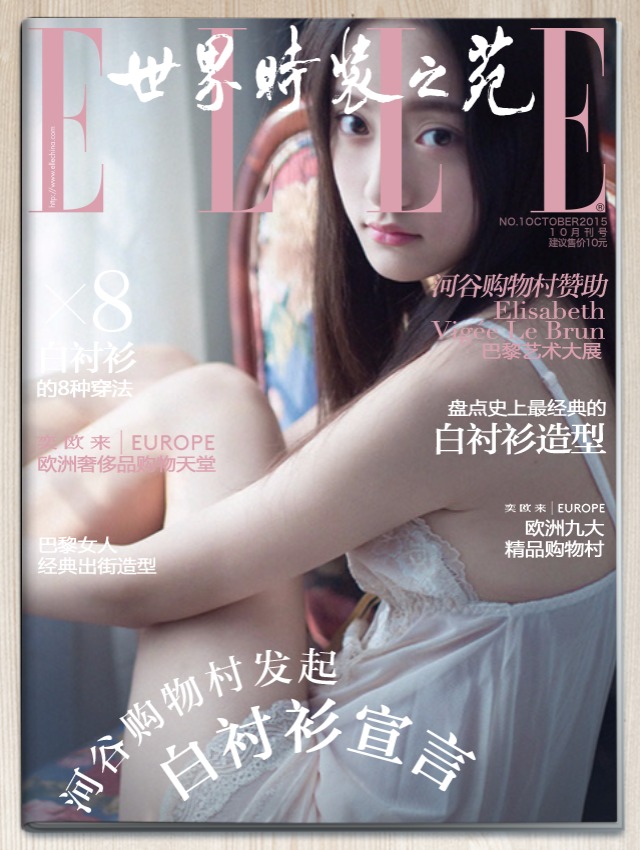 ELLE
世界時裝之苑
http://www.ellechina.com
NO.1OCTOBER2015
10月刊号
建议售价10元
河谷购物村赞助
Elisabeth
Vigée Le Brun
巴黎艺术大展
×8
白衬衫
的8种穿法
盘点史上最经典的
白衬衫造型
奕欧来 | EUROPE
欧洲奢侈品购物天堂
奕欧来 | EUROPE
欧洲九大
精品购物村
巴黎女人
经典出街造型
河谷购物村发起
白衬衫宣言